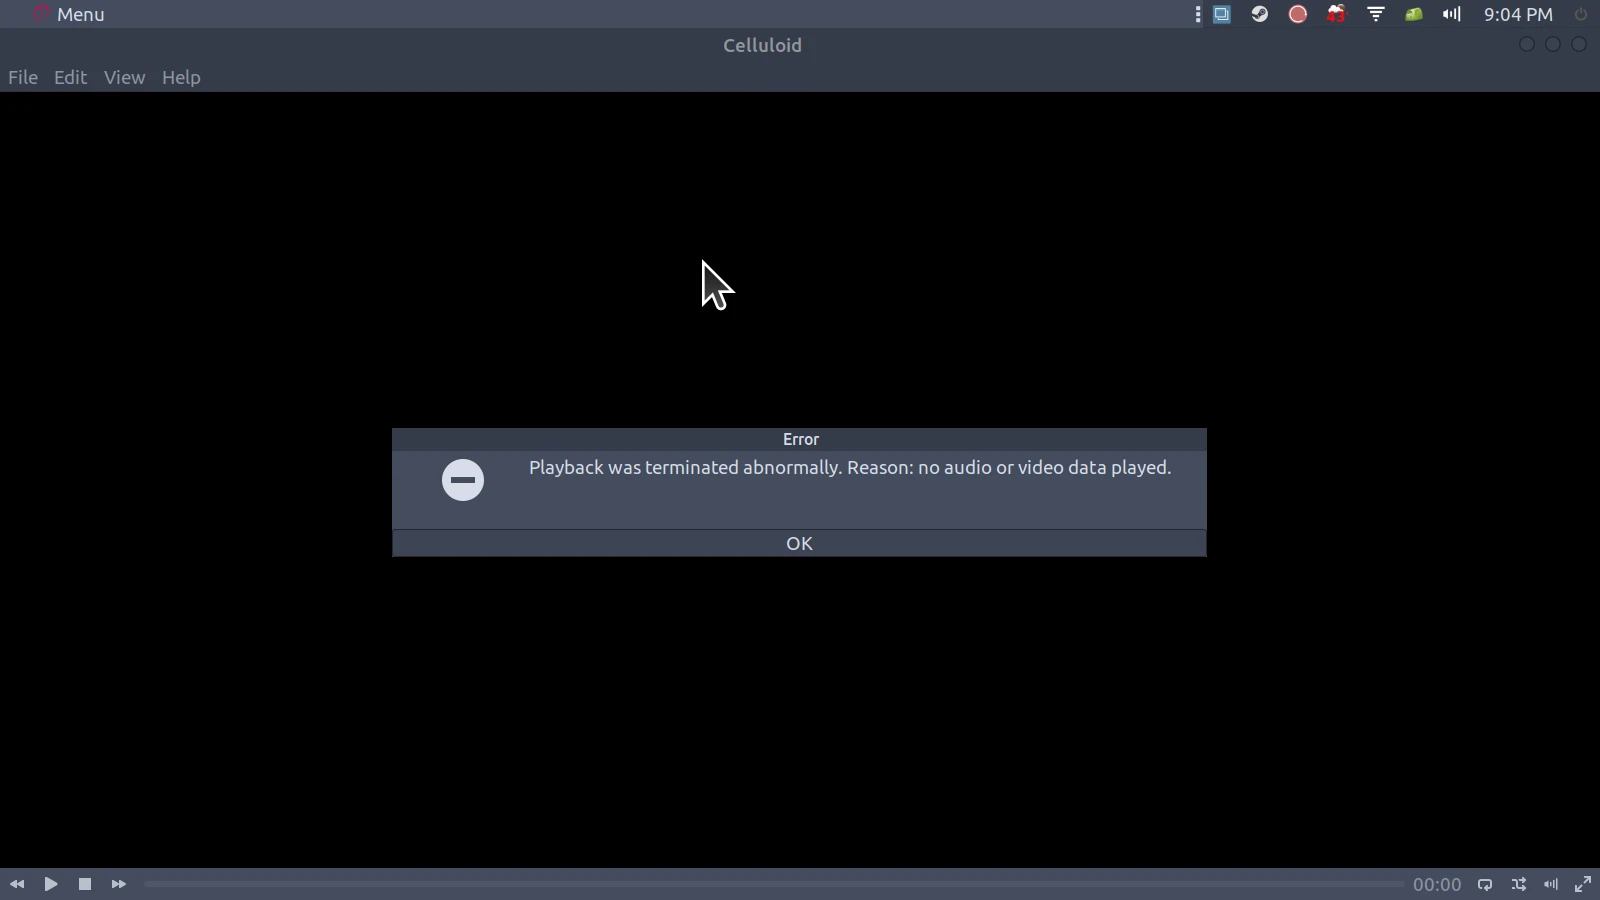 Menu
43
9:04 PM
Celluloid
File Edit View Help
Error
Playback was terminated abnormally. Reason: no audio or video data played.
OK
00:00